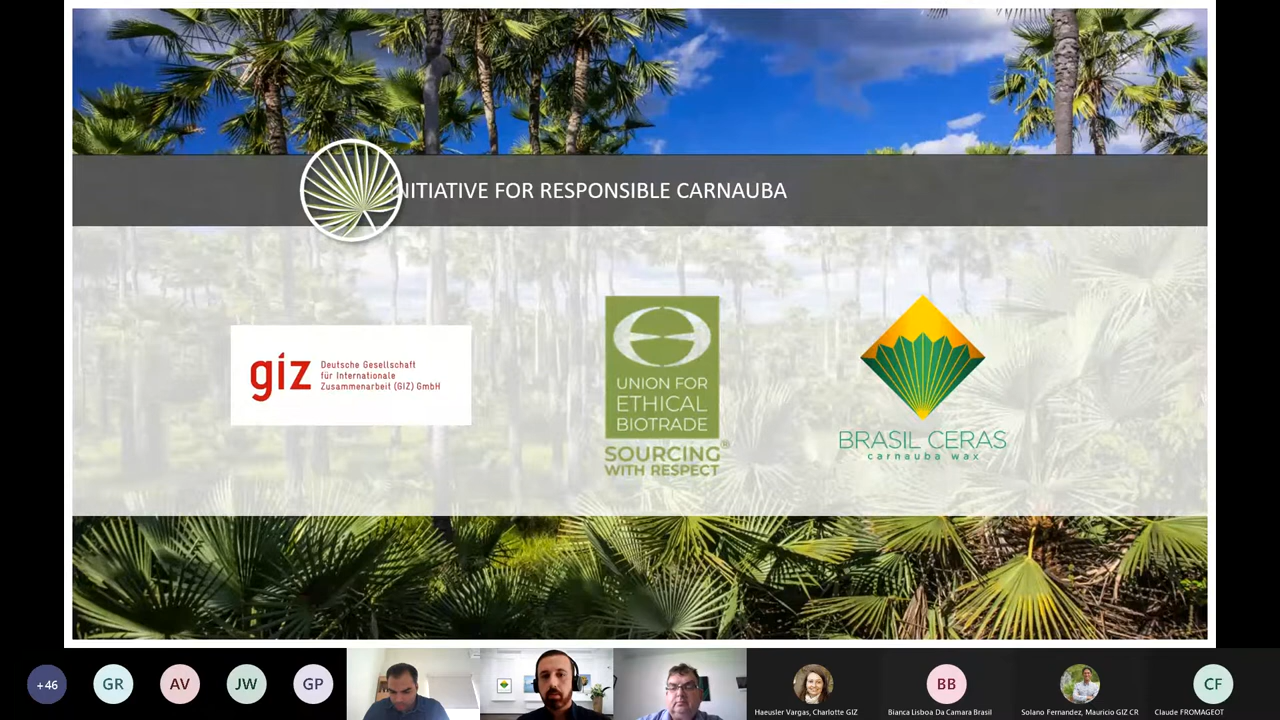 NITIATIVE FOR RESPONSIBLE CARNAUBA
giz
Deutsche Gesellschaft
für Internationale
Zusammenarbeit (GIZ) GmbH
UNION FOR
ETHICAL
BIOTRADE
SOURCING
WITH RESPECT
®
BRASIL CERAS
carnauba wax
+46
GR
AV
JW
GP
BB
CF
Haeusler Vargas, Charlotte GIZ
Bianca Lisboa Da Camara Brasil
Solano Fernandez, Mauricio GIZ CR
Claude FROMAGEOT